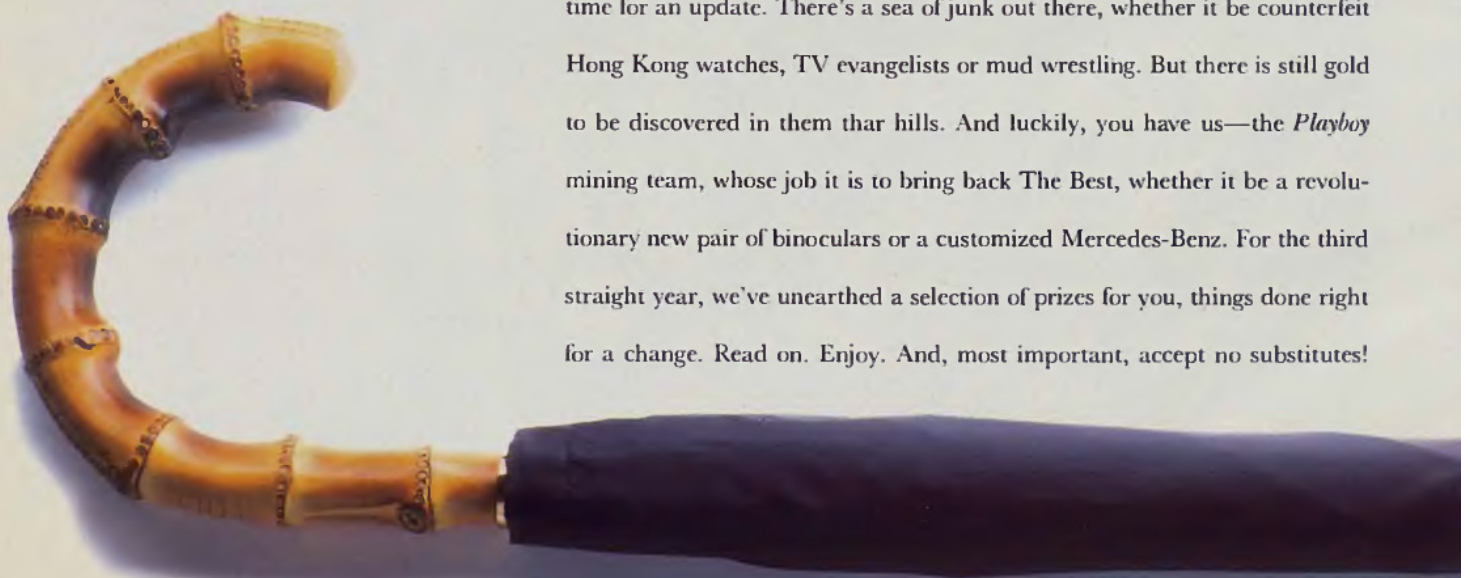 time for an update. There's a sea of junk out there, whether it be counterfeit
Hong Kong watches, TV evangelists or mud wrestling. But there is still gold
to be discovered in them thar hills. And luckily, you have us—the Playboy
mining team, whose job it is to bring back The Best, whether it be a revolu-
tionary new pair of binoculars or a customized Mercedes-Benz. For the third
straight year, we've unearthed a selection of prizes for you, things done right
for a change. Read on. Enjoy. And, most important, accept no substitutes!